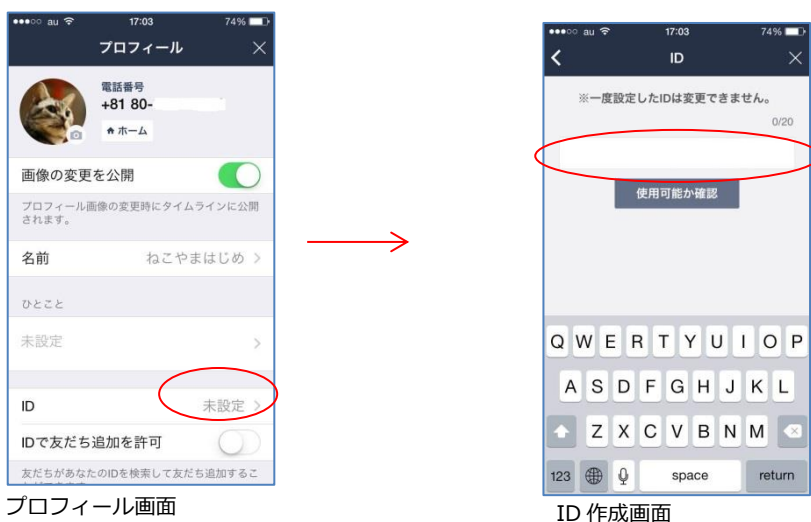 au 17:03 74%
プロフィール
電話番号
+81 80-
ホーム
画像の変更を公開
プロフィール画像の変更時にタイムラインに公開
されます。
名前 ねこやまはじめ
ひとこと
未設定
ID 未設定
IDで友だち追加を許可
友だちがあなたのIDを検索して友だち追加するこ
プロフィール画面
au 17:03 74%
ID
※一度設定したIDは変更できません。
0/20
使用可能か確認
Q W E R T Y U I O P
A S D F G H J K L
Z X C V B N M
123 space return
ID 作成画面